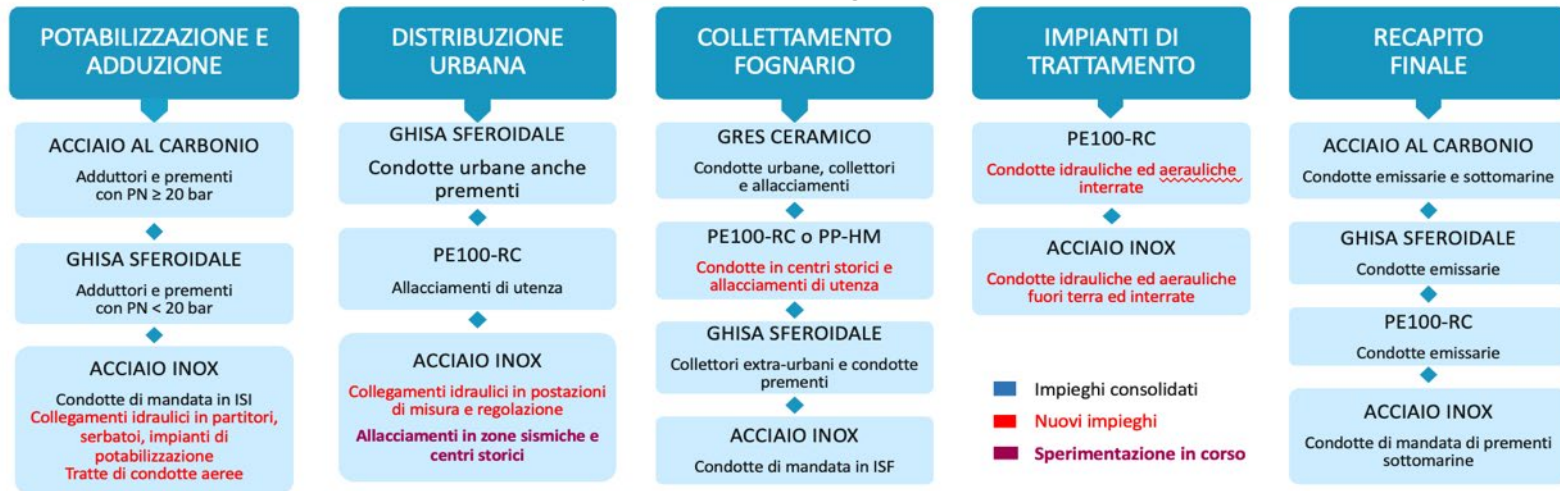 POTABILIZZAZIONE E
ADDUZIONE
ACCIAIO AL CARBONIO
Adduttori e prementi
con PN ≥ 20 bar
GHISA SFEROIDALE
Adduttori e prementi
con PN < 20 bar
ACCIAIO INOX
Condotte di mandata in ISI
Collegamenti idraulici in partitori,
serbatoi, impianti di
potabilizzazione
Tratte di condotte aeree
DISTRIBUZIONE
URBANA
GHISA SFEROIDALE
Condotte urbane anche
prementi
PE100-RC
Allacciamenti di utenza
ACCIAIO INOX
Collegamenti idraulici in postazioni
di misura e regolazione
Allacciamenti in zone sismiche e
centri storici
COLLETTAMENTO
FOGNARIO
GRES CERAMICO
Condotte urbane, collettori
e allacciamenti
PE100-RC o PP-HM
Condotte in centri storici e
allacciamenti di utenza
GHISA SFEROIDALE
Collettori extra-urbani e condotte
prementi
ACCIAIO INOX
Condotte di mandata in ISF
IMPIANTI DI
TRATTAMENTO
PE100-RC
Condotte idrauliche ed aerauliche
interrate
ACCIAIO INOX
Condotte idrauliche ed aerauliche
fuori terra ed interrate
Impieghi consolidati
Nuovi impieghi
Sperimentazione in corso
RECAPITO
FINALE
ACCIAIO AL CARBONIO
Condotte emissarie e sottomarine
GHISA SFEROIDALE
Condotte emissarie
PE100-RC
Condotte emissarie
ACCIAIO INOX
Condotte di mandata di prementi
sottomarine